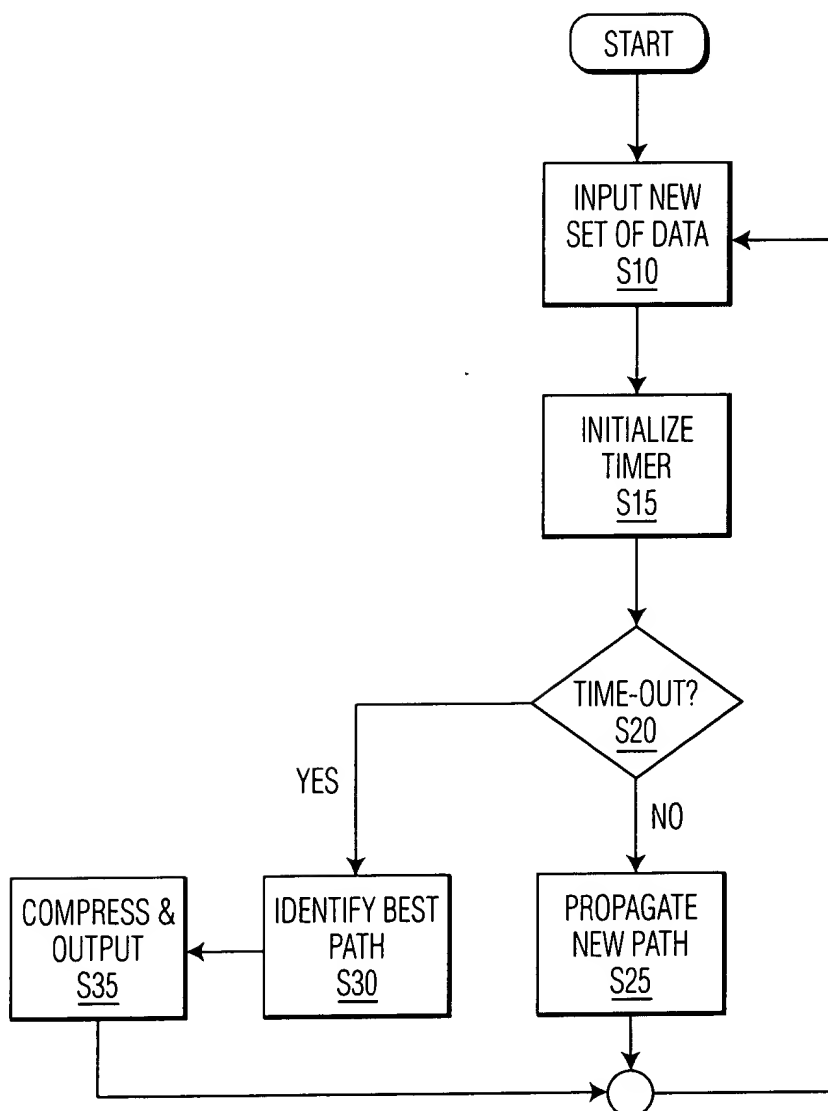 START
INPUT NEW
SET OF DATA
S10
INITIALIZE
TIMER
S15
TIME-OUT?
S20
YES
NO
COMPRESS &
OUTPUT
S35
IDENTIFY BEST
PATH
S30
PROPAGATE
NEW PATH
S25